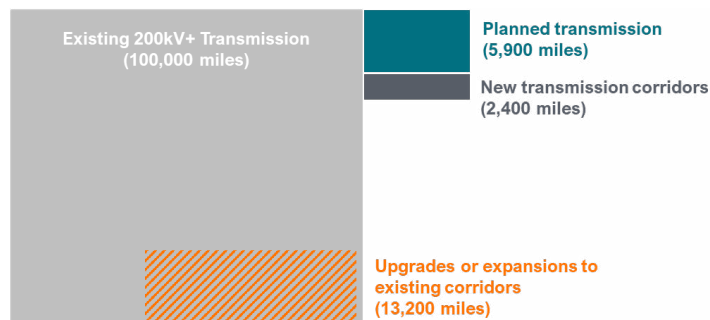 Existing 200kV+ Transmission
(100,000 miles)
Planned transmission
(5,900 miles)
New transmission corridors
(2,400 miles)
Upgrades or expansions to
existing corridors
(13,200 miles)